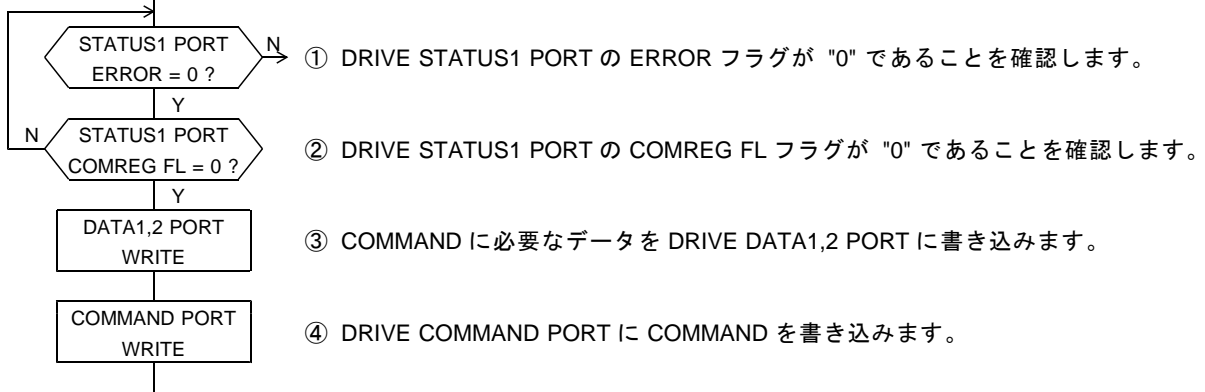 STATUS1 PORT
ERROR = 0 ?
N
① DRIVE STATUS1 PORT の ERROR フラグが "0" であることを確認します。
Y
N
STATUS1 PORT
COMREG FL = 0 ?
② DRIVE STATUS1 PORT の COMREG FL フラグが "0" であることを確認します。
Y
DATA1,2 PORT
WRITE
③ COMMAND に必要なデータを DRIVE DATA1,2 PORT に書き込みます。
COMMAND PORT
WRITE
④ DRIVE COMMAND PORT に COMMAND を書き込みます。